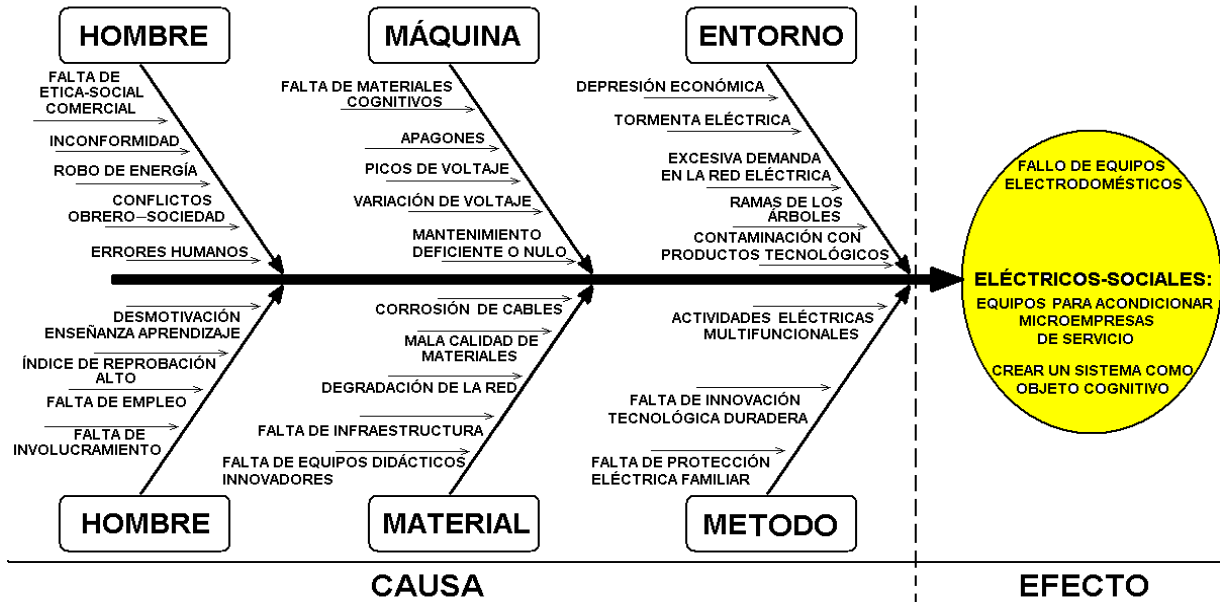 HOMBRE
MÁQUINA
ENTORNO
FALTA DE
ETICA-SOCIAL
COMERCIAL
INCONFORMIDAD
ROBO DE ENERGÍA
CONFLICTOS
OBRERO–SOCIEDAD
ERRORES HUMANOS
FALTA DE MATERIALES
COGNITIVOS
APAGONES
PICOS DE VOLTAJE
VARIACIÓN DE VOLTAJE
MANTENIMIENTO
DEFICIENTE O NULO
DEPRESIÓN ECONÓMICA
TORMENTA ELÉCTRICA
EXCESIVA DEMANDA
EN LA RED ELÉCTRICA
RAMAS DE LOS
ÁRBOLES
CONTAMINACIÓN CON
PRODUCTOS TECNOLÓGICOS
FALLO DE EQUIPOS
ELECTRODOMÉSTICOS
ELÉCTRICOS-SOCIALES:
EQUIPOS PARA ACONDICIONAR
MICROEMPRESAS
DE SERVICIO
CREAR UN SISTEMA COMO
OBJETO COGNITIVO
DESMOTIVACIÓN
ENSEÑANZA APRENDIZAJE
ÍNDICE DE REPROBACIÓN
ALTO
FALTA DE EMPLEO
FALTA DE
INVOLUCRAMIENTO
CORROSIÓN DE CABLES
MALA CALIDAD DE
MATERIALES
DEGRADACIÓN DE LA RED
FALTA DE INFRAESTRUCTURA
FALTA DE EQUIPOS DIDÁCTICOS
INNOVADORES
ACTIVIDADES ELÉCTRICAS
MULTIFUNCIONALES
FALTA DE INNOVACIÓN
TECNOLÓGICA DURADERA
FALTA DE PROTECCIÓN
ELÉCTRICA FAMILIAR
HOMBRE
MATERIAL
METODO
CAUSA
EFECTO